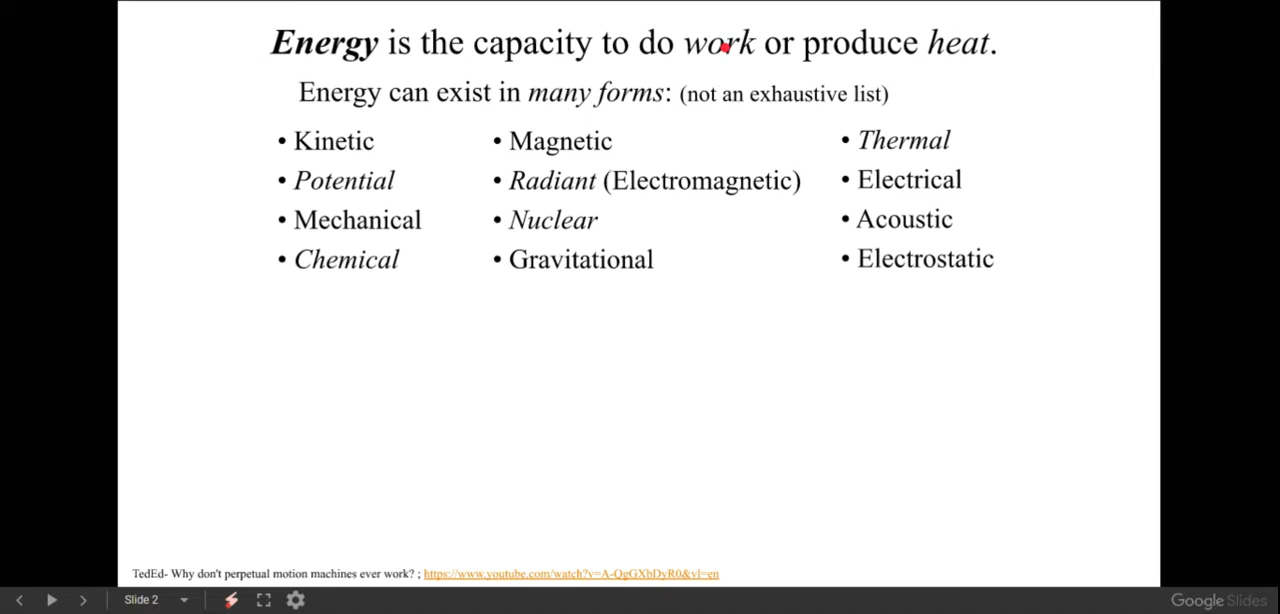 Energy is the capacity to do work or produce heat.
Energy can exist in many forms: (not an exhaustive list)
• Kinetic
• Potential
• Mechanical
• Chemical
• Magnetic
• Radiant (Electromagnetic)
• Nuclear
• Gravitational
• Thermal
• Electrical
• Acoustic
• Electrostatic
TedEd- Why don't perpetual motion machines ever work? ; https://www.youtube.com/watch?v=A-QgGXbDyR0&vl=en
Slide 2
Google Slides